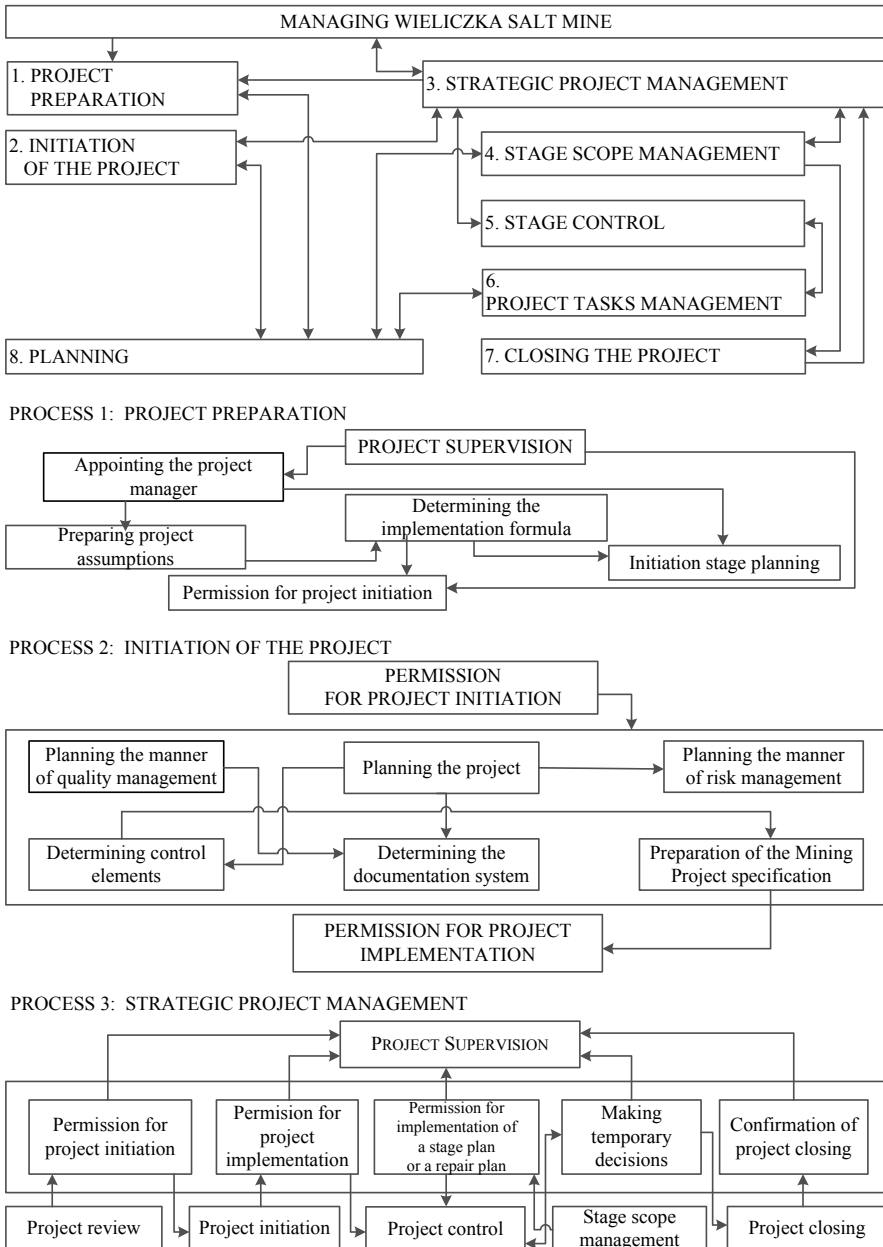 MANAGING WIELICZKA SALT MINE
1. PROJECT
PREPARATION
3. STRATEGIC PROJECT MANAGEMENT
2. INITIATION
OF THE PROJECT
4. STAGE SCOPE MANAGEMENT
5. STAGE CONTROL
6.
PROJECT TASKS MANAGEMENT
8. PLANNING
7. CLOSING THE PROJECT
PROCESS 1: PROJECT PREPARATION
PROJECT SUPERVISION
Appointing the project
manager
Determining the
implementation formula
Preparing project
assumptions
Initiation stage planning
Permission for project initiation
PROCESS 2: INITIATION OF THE PROJECT
PERMISSION
FOR PROJECT INITIATION
Planning the manner
of quality management
Planning the project
Planning the manner
of risk management
Determining control
elements
Determining the
documentation system
Preparation of the Mining
Project specification
PERMISSION FOR PROJECT
IMPLEMENTATION
PROCESS 3: STRATEGIC PROJECT MANAGEMENT
PROJECT SUPERVISION
Permission for
project initiation
Permision for
project
implementation
Permission for
implementation of
a stage plan
or a repair plan
Making
temporary
decisions
Confirmation of
project closing
Project review
Project initiation
Project control
Stage scope
management
Project closing